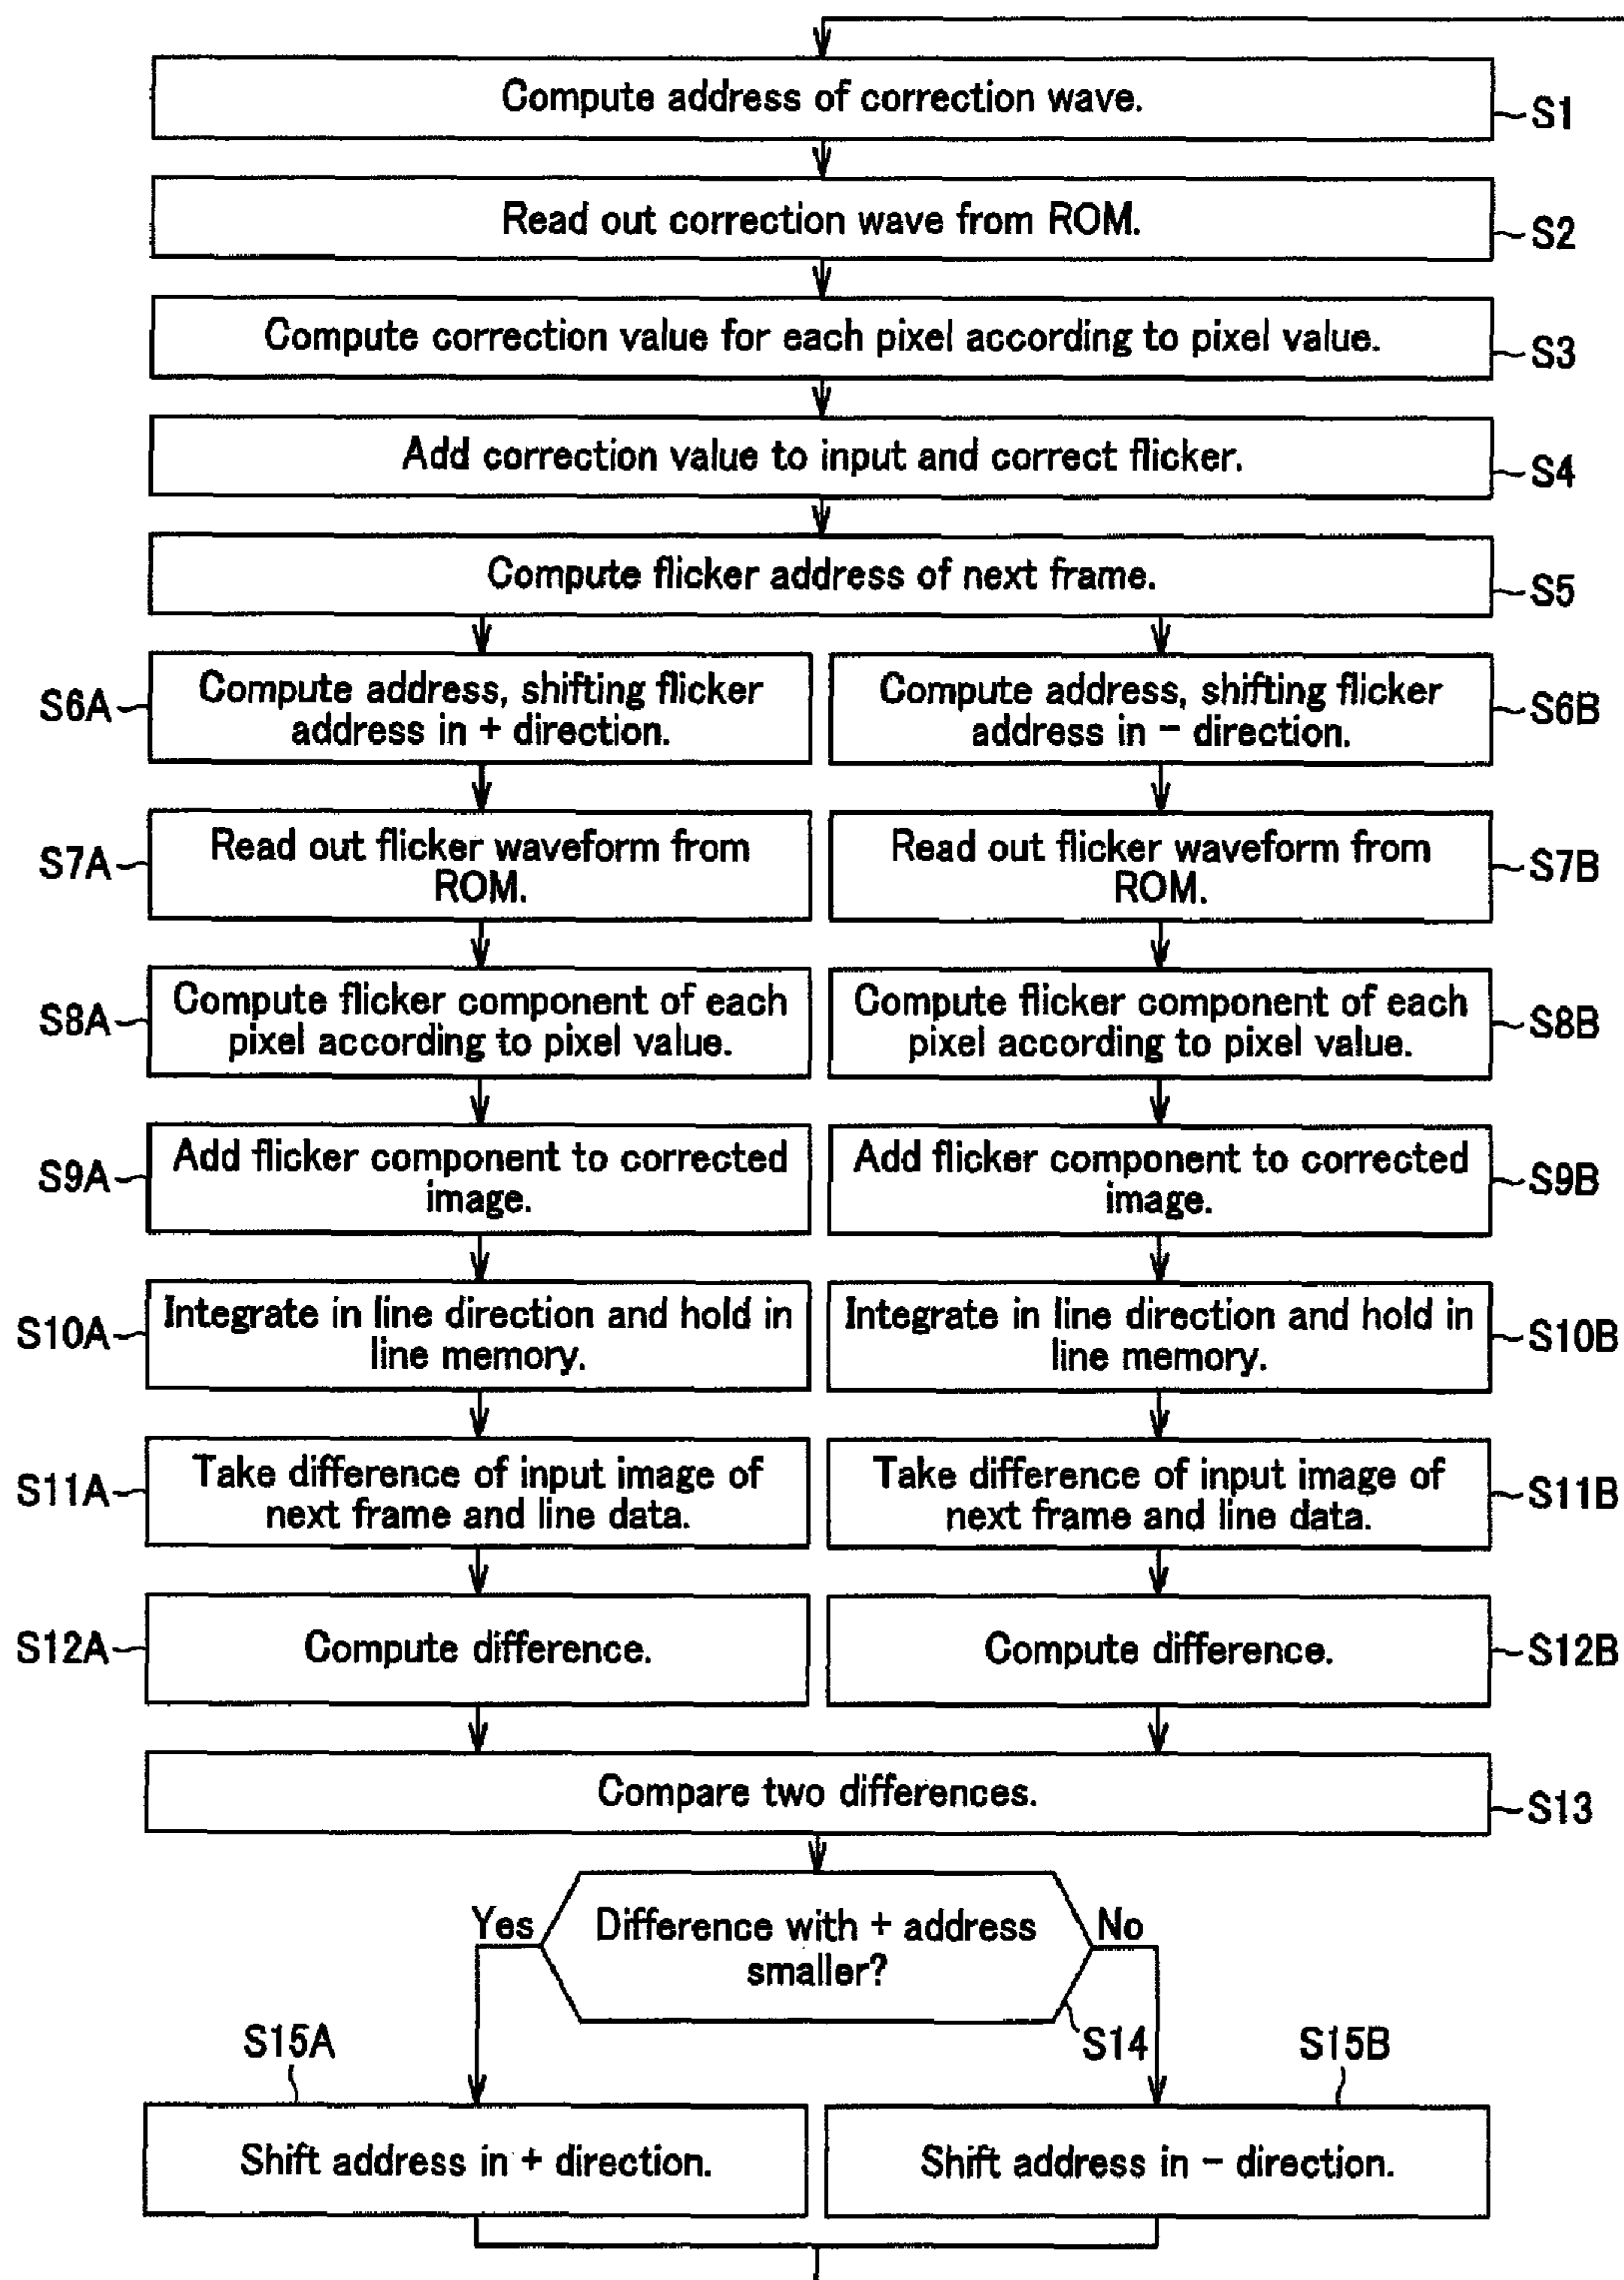 Compute address of correction wave.
S1
Read out correction wave from ROM.
S2
Compute correction value for each pixel according to pixel value.
S3
Add correction value to input and correct flicker.
S4
Compute flicker address of next frame.
S5
S6A
Compute address, shifting flicker
address in + direction.
Compute address, shifting flicker
address in - direction.
S6B
S7A
Read out flicker waveform from
ROM.
Read out flicker waveform from
ROM.
S7B
S8A
Compute flicker component of each
pixel according to pixel value.
Compute flicker component of each
pixel according to pixel value.
S8B
S9A
Add flicker component to corrected
image.
Add flicker component to corrected
image.
S9B
S10A
Integrate in line direction and hold in
line memory.
Integrate in line direction and hold in
line memory.
S10B
S11A
Take difference of input image of
next frame and line data.
Take difference of input image of
next frame and line data.
S11B
S12A
Compute difference.
Compute difference.
S12B
Compare two differences.
S13
Yes
Difference with + address
smaller?
No
S14
S15A
S15B
Shift address in + direction.
Shift address in - direction.